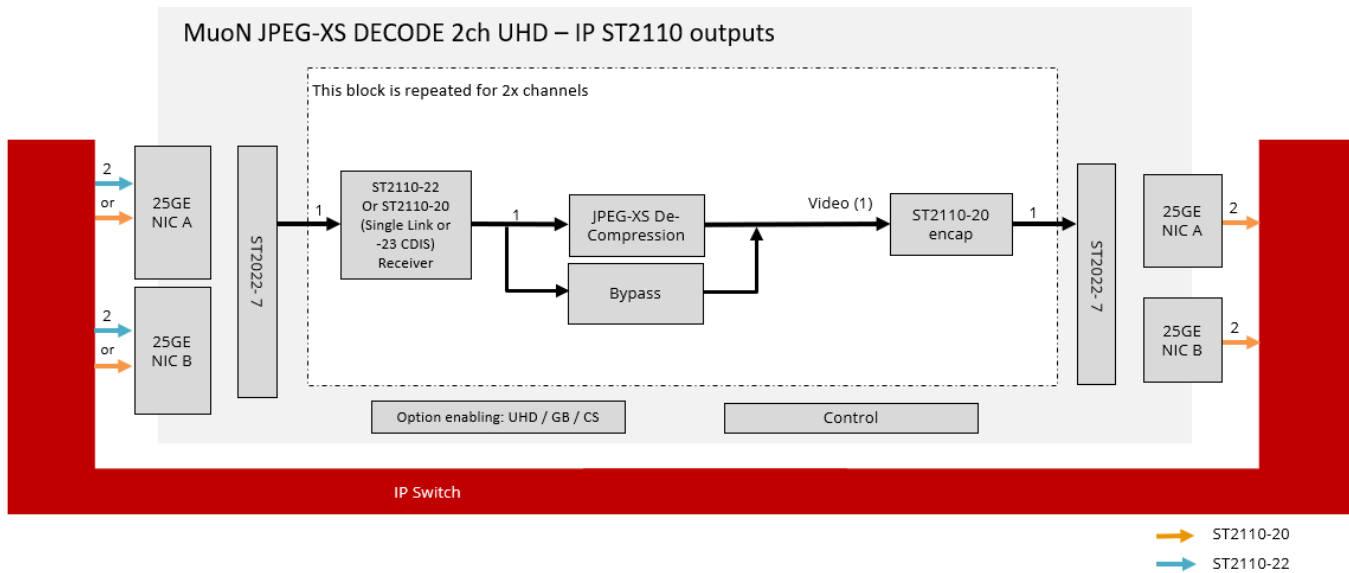 MuoN JPEG-XS DECODE 2ch UHD – IP ST2110 outputs
This block is repeated for 2x channels
2
or
25GE
NIC A
2
or
25GE
NIC B
ST2022- 7
1
ST2110-22
Or ST2110-20
(Single Link or
-23 CDIS)
Receiver
1
JPEG-XS De-
Compression
Bypass
Video (1)
ST2110-20
encap
1
ST2022- 7
25GE
NIC A
2
25GE
NIC B
2
Option enabling: UHD / GB / CS
Control
IP Switch
ST2110-20
ST2110-22